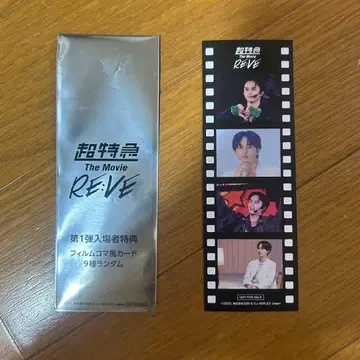 超特急
The Movie
RE:VE
第1弾入場者特典
フィルムコマ風カード
9種ランダム
超特急
The Movie
RE:VE
NOT FOR SALE